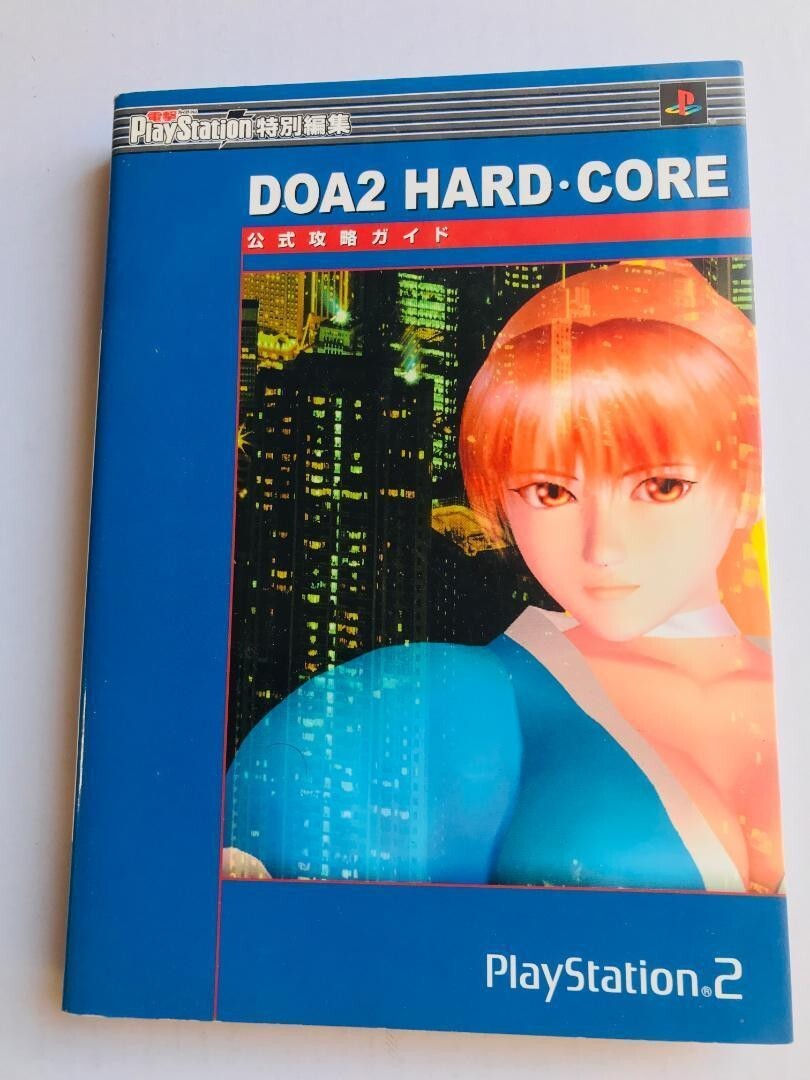 電撃PlayStation特別編集
DOA2 HARD·CORE
公式攻略ガイド
PlayStation®2